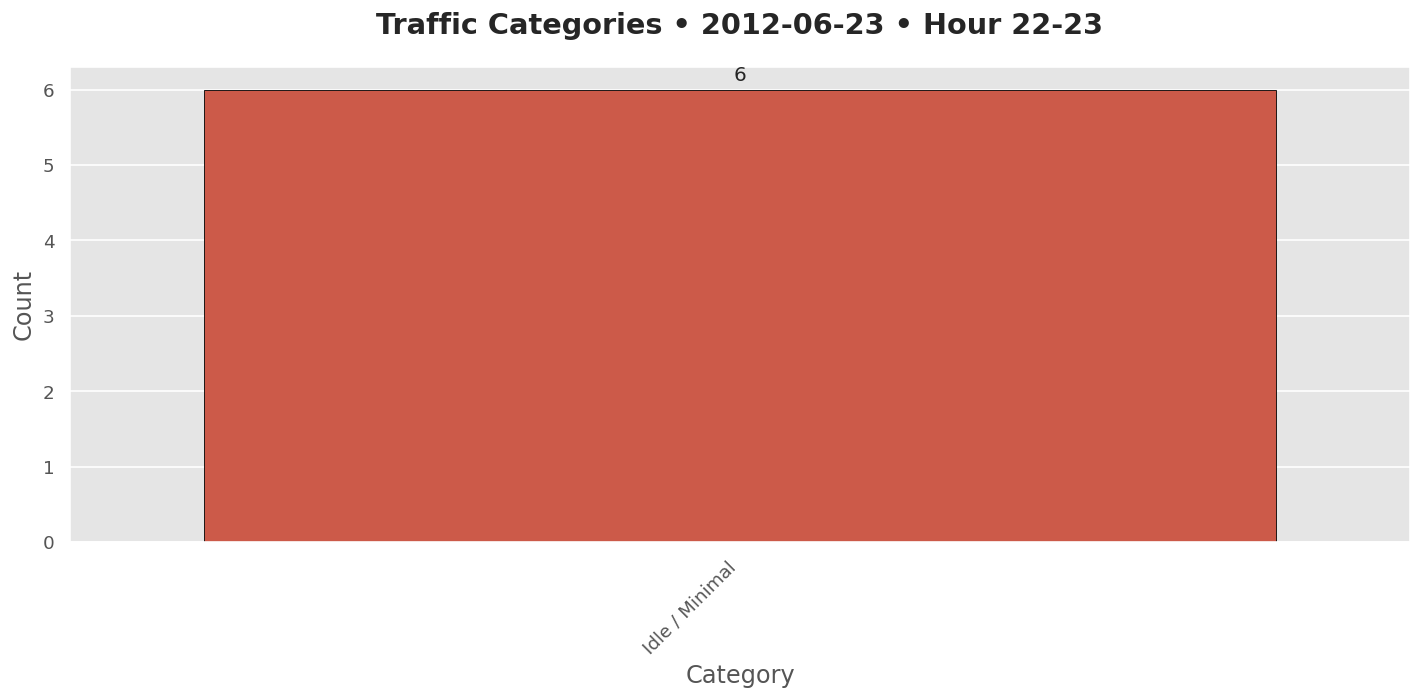 Traffic Categories • 2012-06-23 • Hour 22-23
6
6
5
4
3
2
1
0
Count
Idle / Minimal
Category